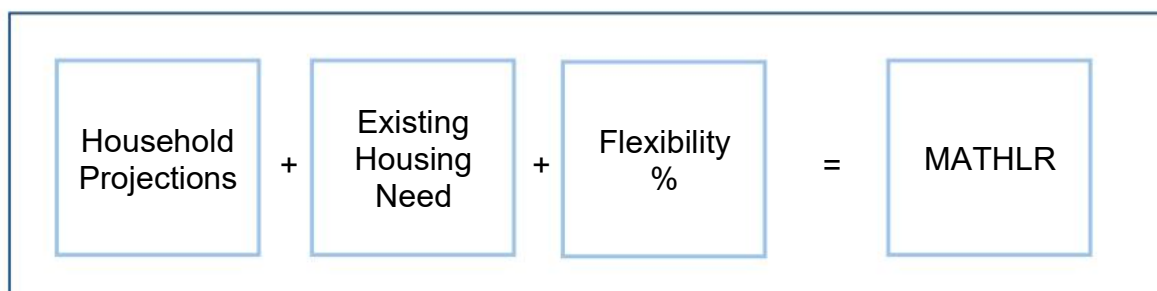 Household
Projections
+
Existing
Housing
Need
+
Flexibility
%
=
MATHLR